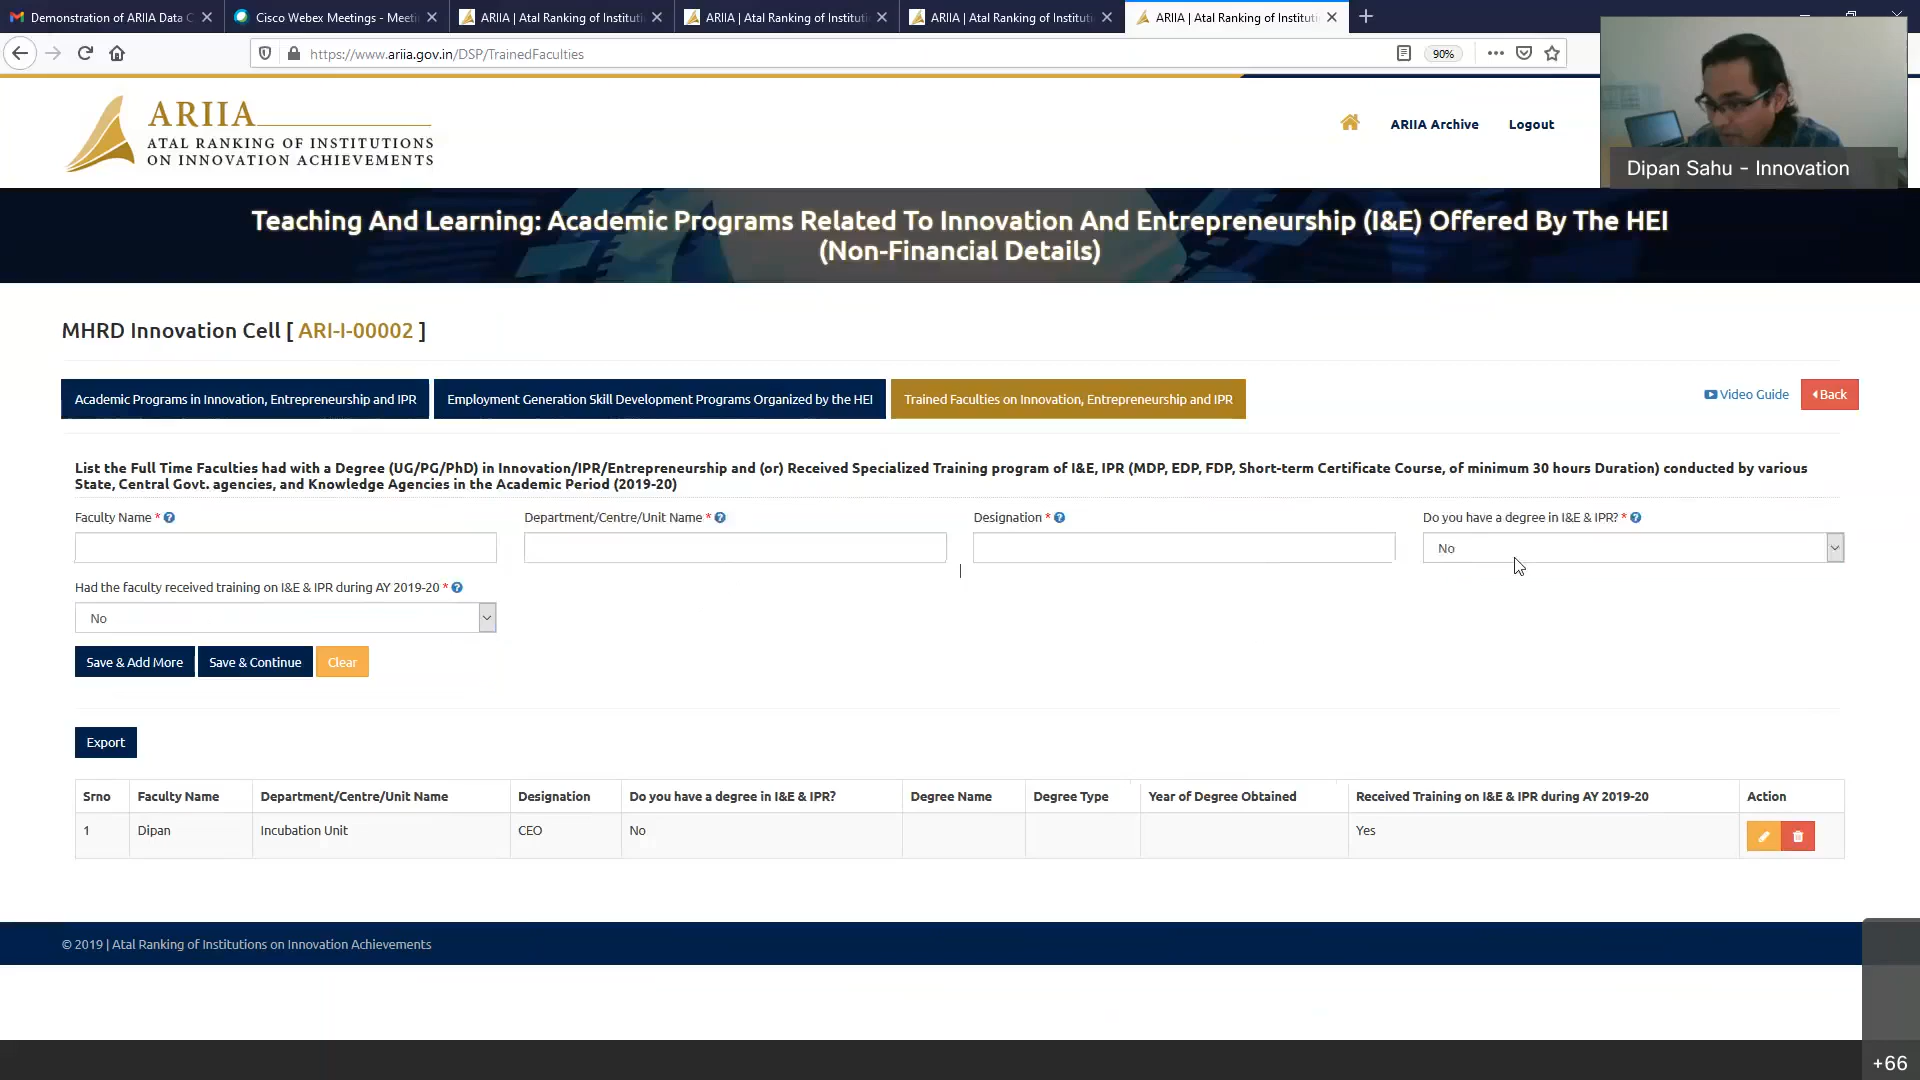 Demonstration of ARIIA Data C
Cisco Webex Meetings - Meeti
ARIIA | Atal Ranking of Instituti
ARIIA | Atal Ranking of Instituti
ARIIA | Atal Ranking of Instituti
ARIIA | Atal Ranking of Instituti
https://www.ariia.gov.in/DSP/TrainedFaculties
90%
ARIIA
ATAL RANKING OF INSTITUTIONS
ON INNOVATION ACHIEVEMENTS
ARIIA Archive
Logout
Dipan Sahu - Innovation
Teaching And Learning: Academic Programs Related To Innovation And Entrepreneurship (I&E) Offered By The HEI
(Non-Financial Details)
MHRD Innovation Cell [ ARI-I-00002 ]
Academic Programs in Innovation, Entrepreneurship and IPR
Employment Generation Skill Development Programs Organized by the HEI
Trained Faculties on Innovation, Entrepreneurship and IPR
Video Guide
Back
List the Full Time Faculties had with a Degree (UG/PG/PhD) in Innovation/IPR/Entrepreneurship and (or) Received Specialized Training program of I&E, IPR (MDP, EDP, FDP, Short-term Certificate Course, of minimum 30 hours Duration) conducted by various
State, Central Govt. agencies, and Knowledge Agencies in the Academic Period (2019-20)
Faculty Name *
Department/Centre/Unit Name *
Designation *
Do you have a degree in I&E & IPR? *
No
Had the faculty received training on I&E & IPR during AY 2019-20 *
No
Save & Add More
Save & Continue
Clear
Export
Srno Faculty Name Department/Centre/Unit Name Designation Do you have a degree in I&E & IPR? Degree Name Degree Type Year of Degree Obtained Received Training on I&E & IPR during AY 2019-20 Action
1 Dipan Incubation Unit CEO No Yes
© 2019 | Atal Ranking of Institutions on Innovation Achievements
+66